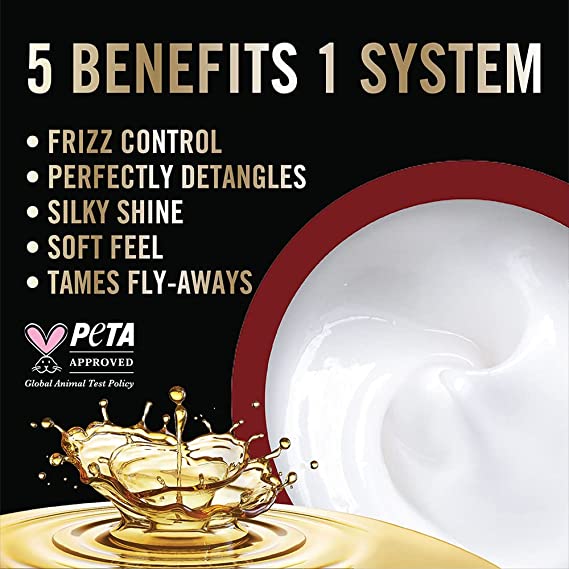 5 BENEFITS 1 SYSTEM
• FRIZZ CONTROL
• PERFECTLY DETANGLES
• SILKY SHINE
• SOFT FEEL
• TAMES FLY-AWAYS
PETA
APPROVED
Global Animal Test Policy